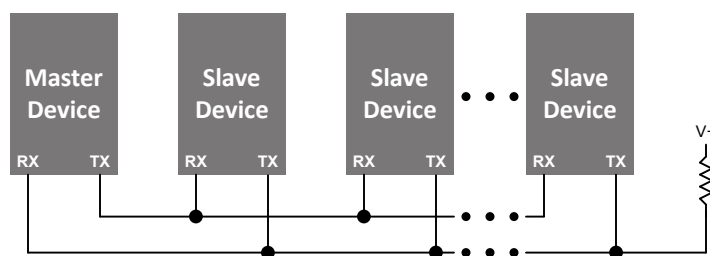 Master
Device
Slave
Device
Slave
Device
Slave
Device
RX TX
RX TX
RX TX
RX TX
V+